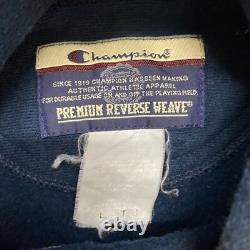 Champion
SINCE 1919 CHAMPION HAS BEEN MAKING
AUTHENTIC ATHLETIC APPAREL
FOR DURABLE USAGE ON AND OFF THE PLAYING FIELD.
PREMIUM REVERSE WEAVE®
L